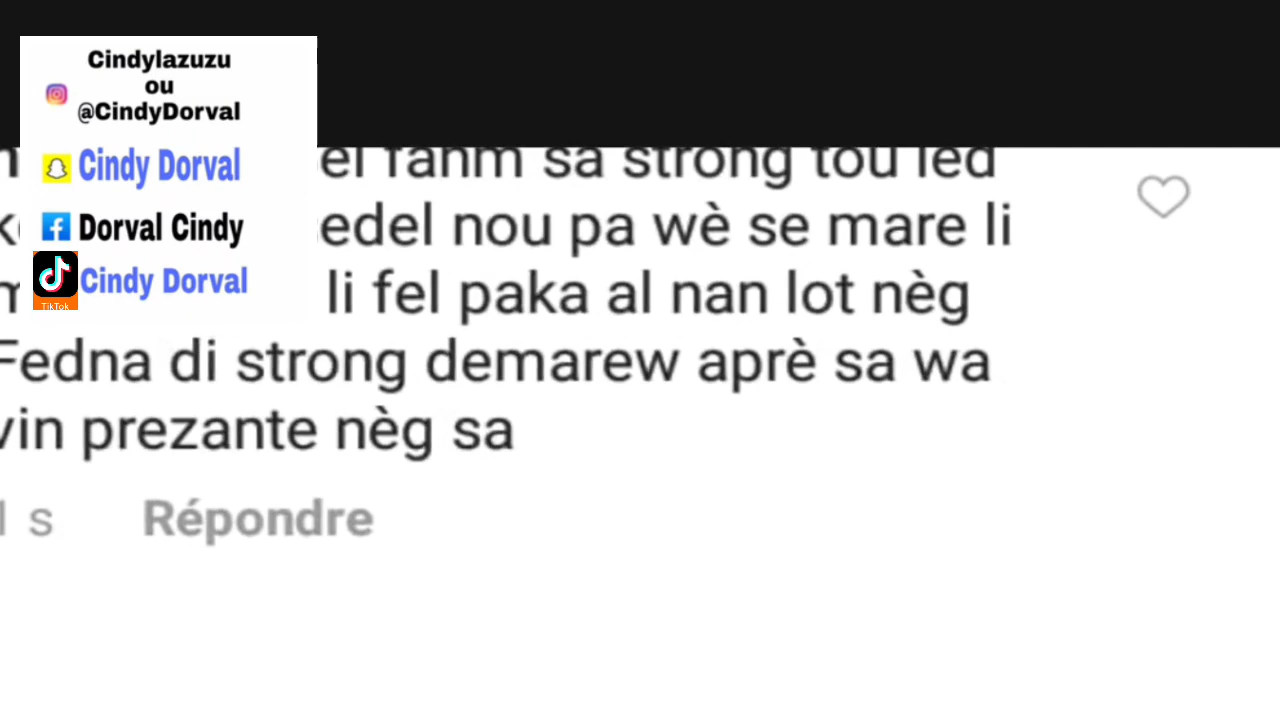 Cindylazuzu
ou
@CindyDorval
Cindy Dorval
Dorval Cindy
TikTok
Cindy Dorval
fanm sa strong tou led
nou pa wè se mare li
li fel paka al nan lot nèg
Fedna di strong demarew aprè sa wa
vin prezante nèg sa
1 s Répondre